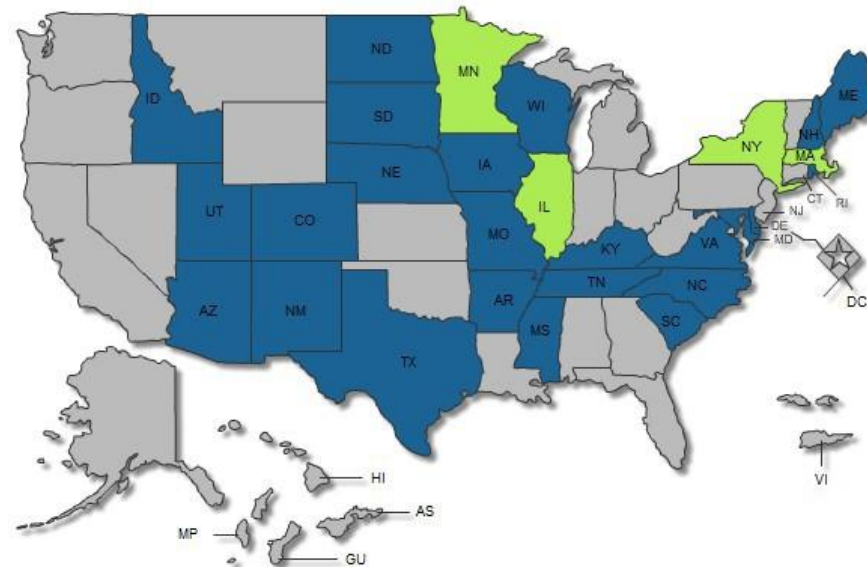 ND
MN
ME
ID
WI
SD
NH
NY
MA
IA
NE
CT
RI
IL
NJ
UT
CO
DE
MO
KY
VA
MD
TN
NC
DC
AZ
NM
AR
SC
MS
TX
HI
VI
AS
MP
GU